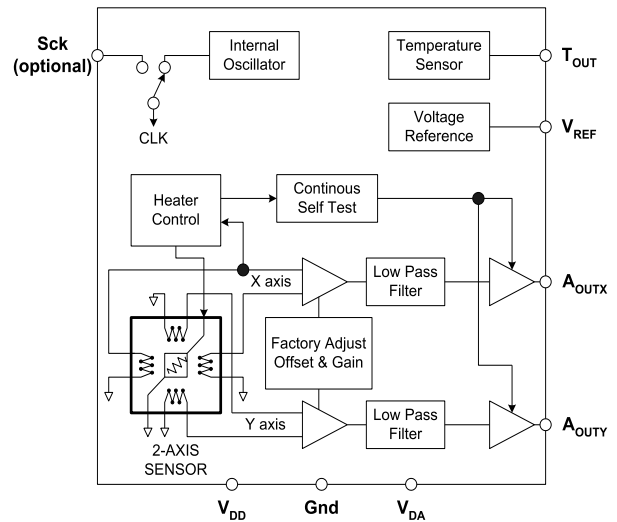 Sck
(optional)
Internal
Oscillator
Temperature
Sensor
TOUT
CLK
Voltage
Reference
VREF
Heater
Control
Continous
Self Test
X axis
Low Pass
Filter
AOUTX
Factory Adjust
Offset & Gain
Y axis
Low Pass
Filter
AOUTY
2-AXIS
SENSOR
VDD
Gnd
VDA